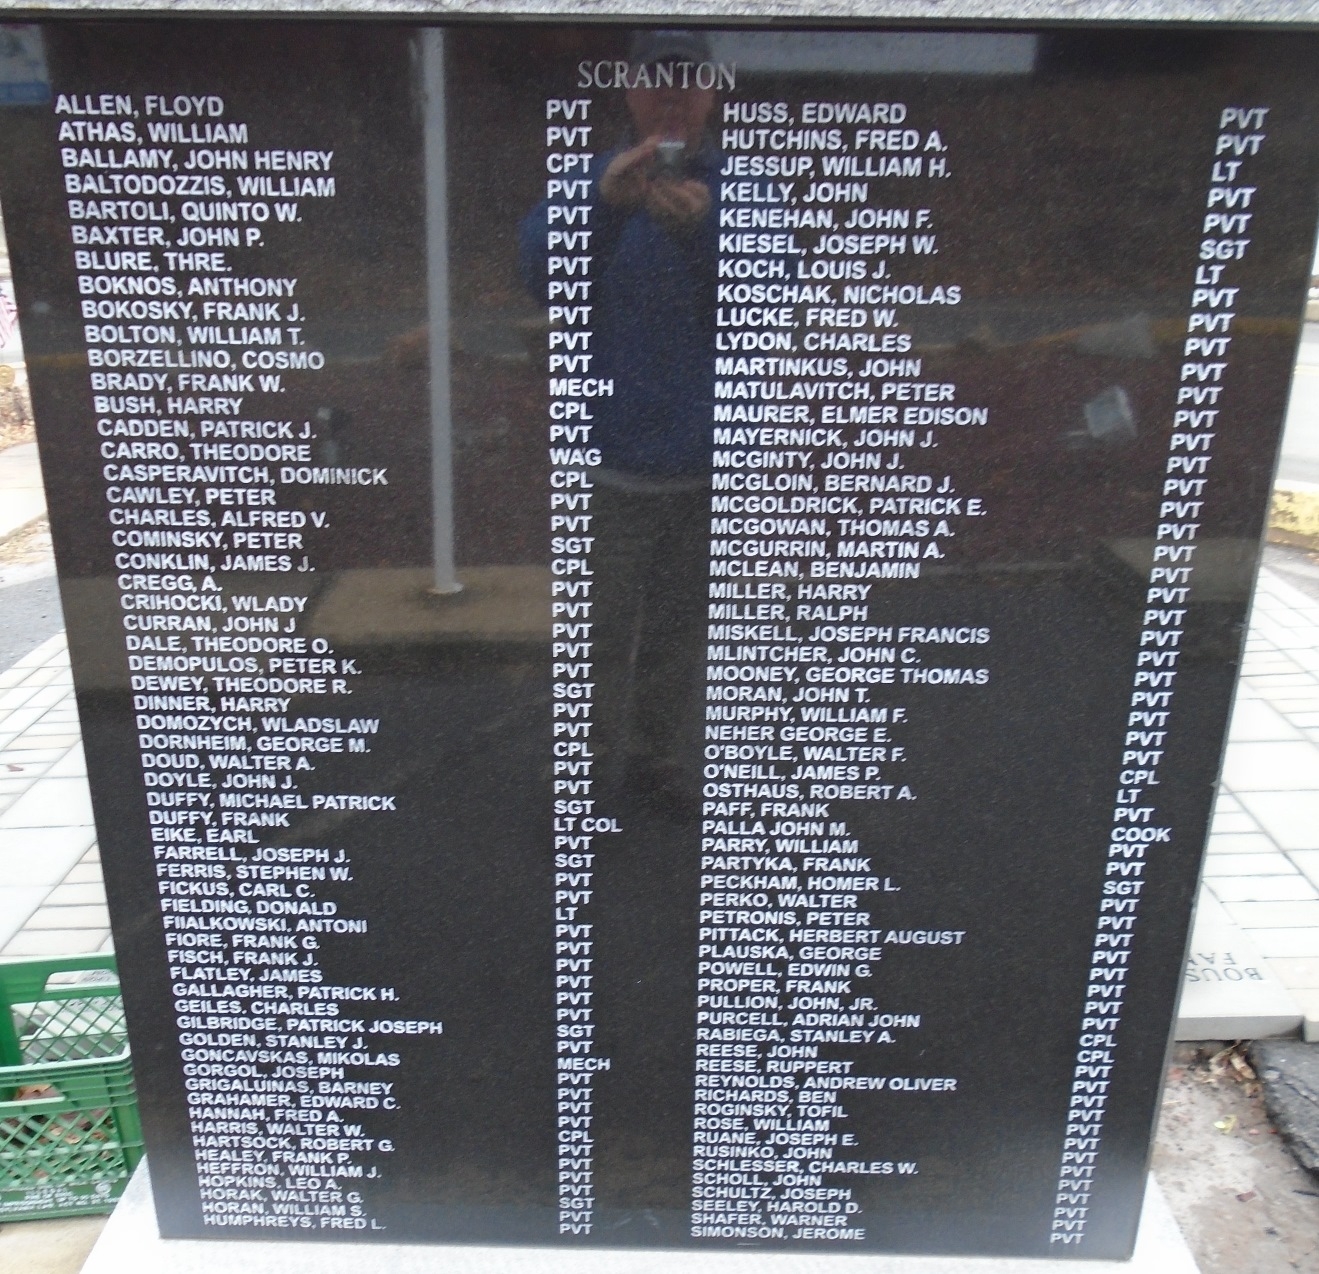 SCRANTON
ALLEN, FLOYD PVT
ATHAS, WILLIAM PVT
BALLAMY, JOHN HENRY CPT
BALTODOZZIS, WILLIAM PVT
BARTOLI, QUINTO W. PVT
BAXTER, JOHN P. PVT
BLURE, THRE. PVT
BOKNOS, ANTHONY PVT
BOKOSKY, FRANK J. PVT
BOLTON, WILLIAM T. PVT
BORZELLINO, COSMO PVT
BRADY, FRANK W. MECH
BUSH, HARRY CPL
CADDEN, PATRICK J. PVT
CARRO, THEODORE WAG
CASPERAVITCH, DOMINICK CPL
CAWLEY, PETER PVT
CHARLES, ALFRED V. PVT
COMINSKY, PETER SGT
CONKLIN, JAMES J. CPL
CREGG, A. PVT
CRIHOCKI, WLADY PVT
CURRAN, JOHN J PVT
DALE, THEODORE O. PVT
DEMOPULOS, PETER K. PVT
DEWEY, THEODORE R. SGT
DINNER, HARRY PVT
DOMOZYCH, WLADSLAW PVT
DORNHEIM, GEORGE M. CPL
DOUD, WALTER A. PVT
DOYLE, JOHN J. PVT
DUFFY, MICHAEL PATRICK SGT
DUFFY, FRANK LT COL
EIKE, EARL PVT
FARRELL, JOSEPH J. SGT
FERRIS, STEPHEN W. PVT
FICKUS, CARL C. PVT
FIELDING, DONALD LT
FIIALKOWSKI, ANTONI PVT
FIORE, FRANK G. PVT
FISCH, FRANK J. PVT
FLATLEY, JAMES PVT
GALLAGHER, PATRICK H. PVT
GEILES, CHARLES PVT
GILBRIDGE, PATRICK JOSEPH SGT
GOLDEN, STANLEY J. PVT
GONCAVSKAS, MIKOLAS MECH
GORGOL, JOSEPH PVT
GRIGALUINAS, BARNEY PVT
GRAHAMER, EDWARD C. PVT
HANNAH, FRED A. PVT
HARRIS, WALTER W. CPL
HARTSOCK, ROBERT G. PVT
HEALEY, FRANK P. PVT
HEFFRON, WILLIAM J. PVT
HOPKINS, LEO A. PVT
HORAK, WALTER G. SGT
HORAN, WILLIAM S. PVT
HUMPHREYS, FRED L. PVT
HUSS, EDWARD PVT
HUTCHINS, FRED A. PVT
JESSUP, WILLIAM H. LT
KELLY, JOHN PVT
KENEHAN, JOHN F. PVT
KIESEL, JOSEPH W. SGT
KOCH, LOUIS J. LT
KOSCHAK, NICHOLAS PVT
LUCKE, FRED W. PVT
LYDON, CHARLES PVT
MARTINKUS, JOHN PVT
MATULAVITCH, PETER PVT
MAURER, ELMER EDISON PVT
MAYERNICK, JOHN J. PVT
MCGINTY, JOHN J. PVT
MCGLOIN, BERNARD J. PVT
MCGOLDRICK, PATRICK E. PVT
MCGOWAN, THOMAS A. PVT
MCGURRIN, MARTIN A. PVT
MCLEAN, BENJAMIN PVT
MILLER, HARRY PVT
MILLER, RALPH PVT
MISKELL, JOSEPH FRANCIS PVT
MLINTCHER, JOHN C. PVT
MOONEY, GEORGE THOMAS PVT
MORAN, JOHN T. PVT
MURPHY, WILLIAM F. PVT
NEHER GEORGE E. PVT
O'BOYLE, WALTER F. PVT
O'NEILL, JAMES P. CPL
OSTHAUS, ROBERT A. LT
PAFF, FRANK PVT
PALLA JOHN M. COOK
PARRY, WILLIAM PVT
PARTYKA, FRANK PVT
PECKHAM, HOMER L. SGT
PERKO, WALTER PVT
PETRONIS, PETER PVT
PITTACK, HERBERT AUGUST PVT
PLAUSKA, GEORGE PVT
POWELL, EDWIN G. PVT
PROPER, FRANK PVT
PULLION, JOHN, JR. PVT
PURCELL, ADRIAN JOHN PVT
RABIEGA, STANLEY A. CPL
REESE, JOHN CPL
REESE, RUPPERT PVT
REYNOLDS, ANDREW OLIVER PVT
RICHARDS, BEN PVT
ROGINSKY, TOFIL PVT
ROSE, WILLIAM PVT
RUANE, JOSEPH E. PVT
RUSINKO, JOHN PVT
SCHLESSER, CHARLES W. PVT
SCHOLL, JOHN PVT
SCHULTZ, JOSEPH PVT
SEELEY, HAROLD D. PVT
SHAFER, WARNER PVT
SIMONSON, JEROME PVT